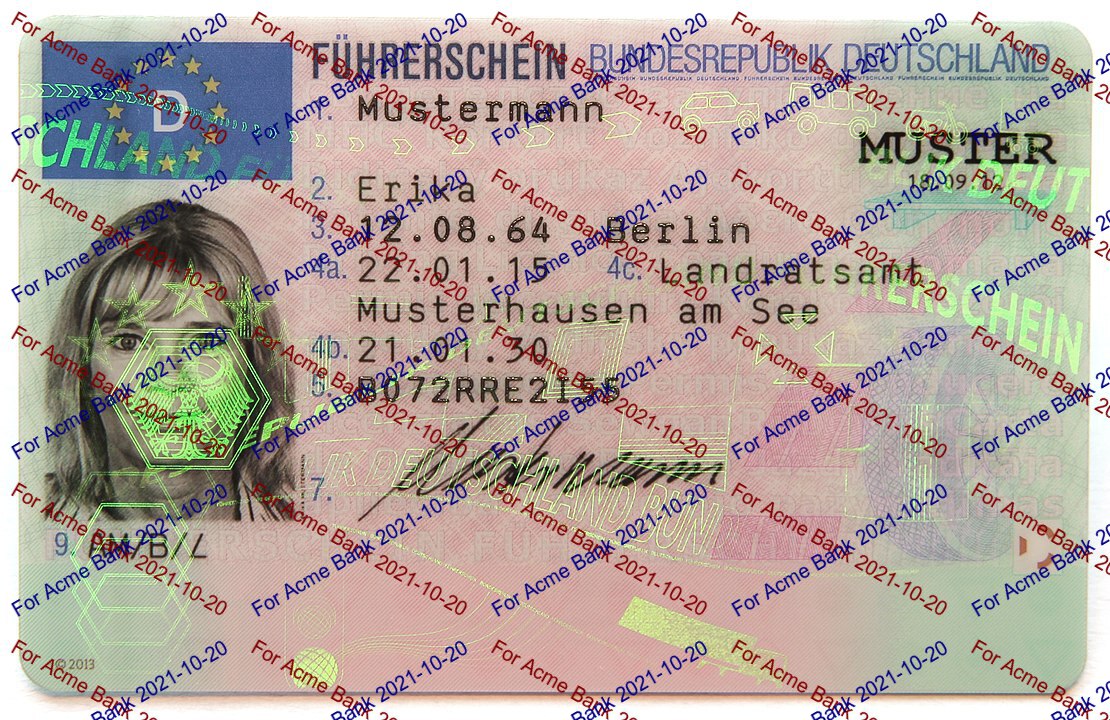 FÜHRERSCHEIN BUNDESREPUBLIK DEUTSCHLAND
D
1. Mustermann
MUSTER
2. Erika
3. 12.08.64 Berlin
4a. 22.01.15 4c. Landratsamt
Musterhausen am See
4b. 21.01.30
5. B072RRE2I55
7.
9. AM/B/L
© 2013
For Acme Bank 2021-10-20